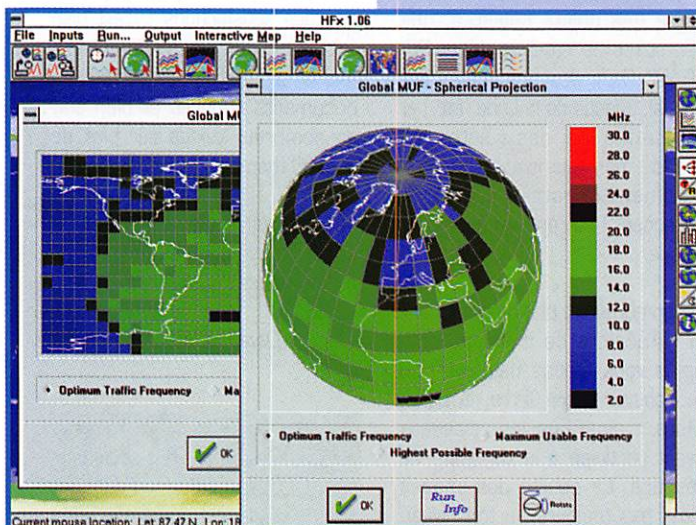 HFx 1.06
File Inputs Run... Output Interactive Map Help
Global MUF - Spherical Projection
Global MU
MHz
30.0
28.0
26.0
24.0
22.0
20.0
18.0
16.0
14.0
12.0
10.0
8.0
6.0
4.0
2.0
Optimum Traffic Frequency
Ma
OK
Optimum Traffic Frequency
Maximum Usable Frequency
Highest Possible Frequency
OK
Run Info
Rotate
Current mouse location: Lat: 87.47 N Lon: 18